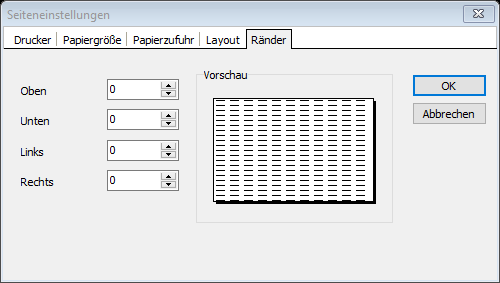 Seiteneinstellungen
Drucker Papiergröße Papierzufuhr Layout Ränder
Oben 0
Unten 0
Links 0
Rechts 0
Vorschau
OK
Abbrechen